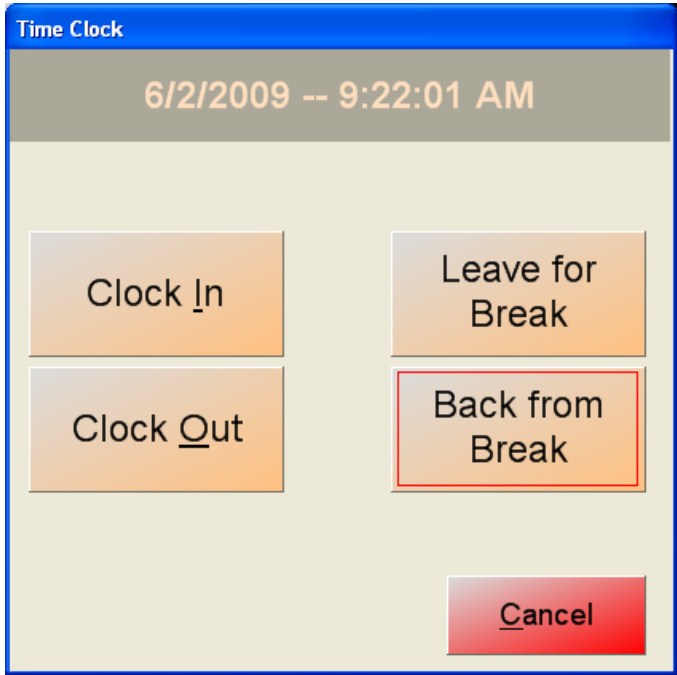 Time Clock
6/2/2009 -- 9:22:01 AM
Clock In
Leave for
Break
Clock Out
Back from
Break
Cancel